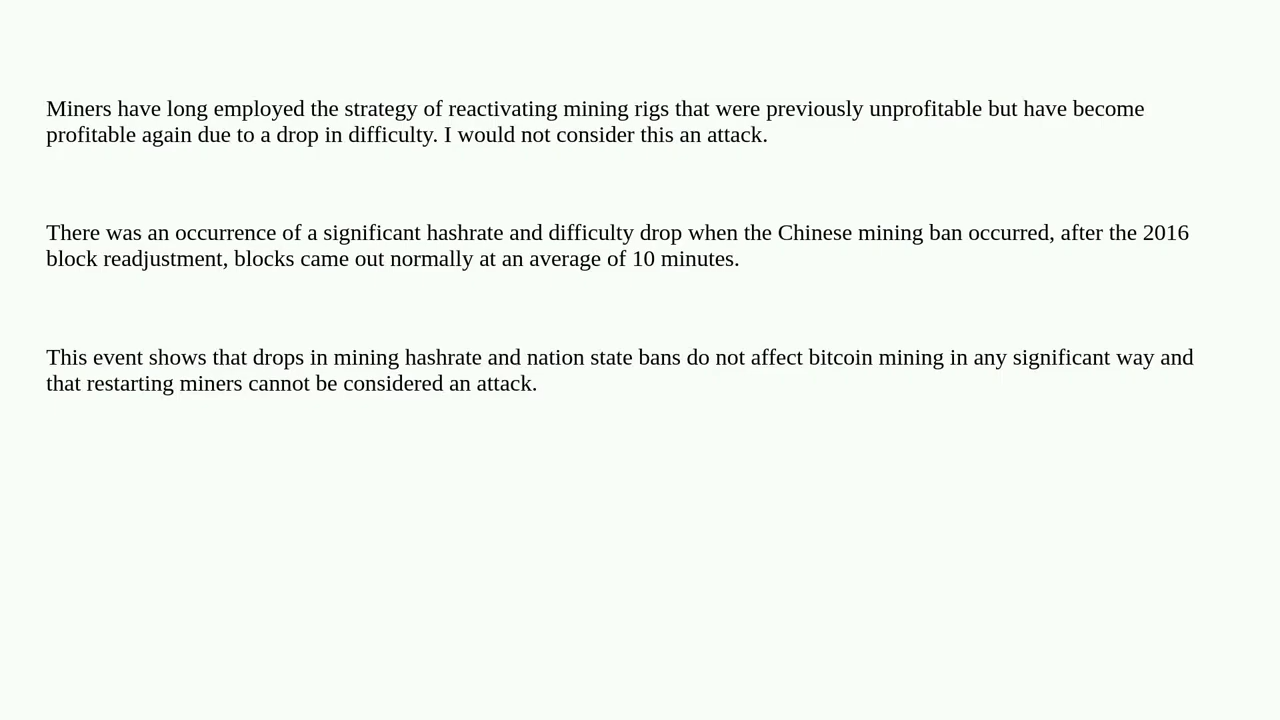 Miners have long employed the strategy of reactivating mining rigs that were previously unprofitable but have become
profitable again due to a drop in difficulty. I would not consider this an attack.
There was an occurrence of a significant hashrate and difficulty drop when the Chinese mining ban occurred, after the 2016
block readjustment, blocks came out normally at an average of 10 minutes.
This event shows that drops in mining hashrate and nation state bans do not affect bitcoin mining in any significant way and
that restarting miners cannot be considered an attack.